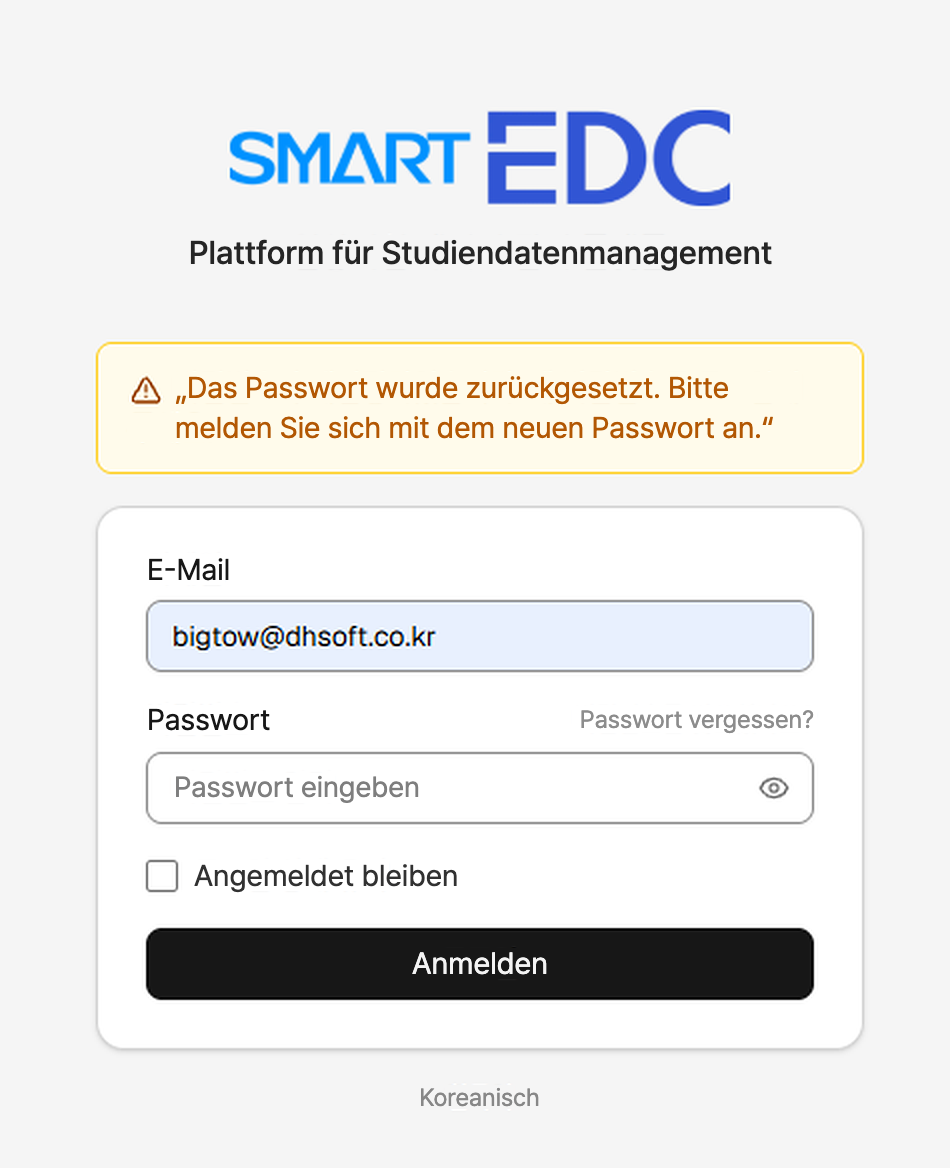 SMART EDC
Plattform für Studiendatenmanagement
„Das Passwort wurde zurückgesetzt. Bitte
melden Sie sich mit dem neuen Passwort an.“
E-Mail
bigtow@dhsoft.co.kr
Passwort
Passwort vergessen?
Passwort eingeben
Angemeldet bleiben
Anmelden
Koreanisch